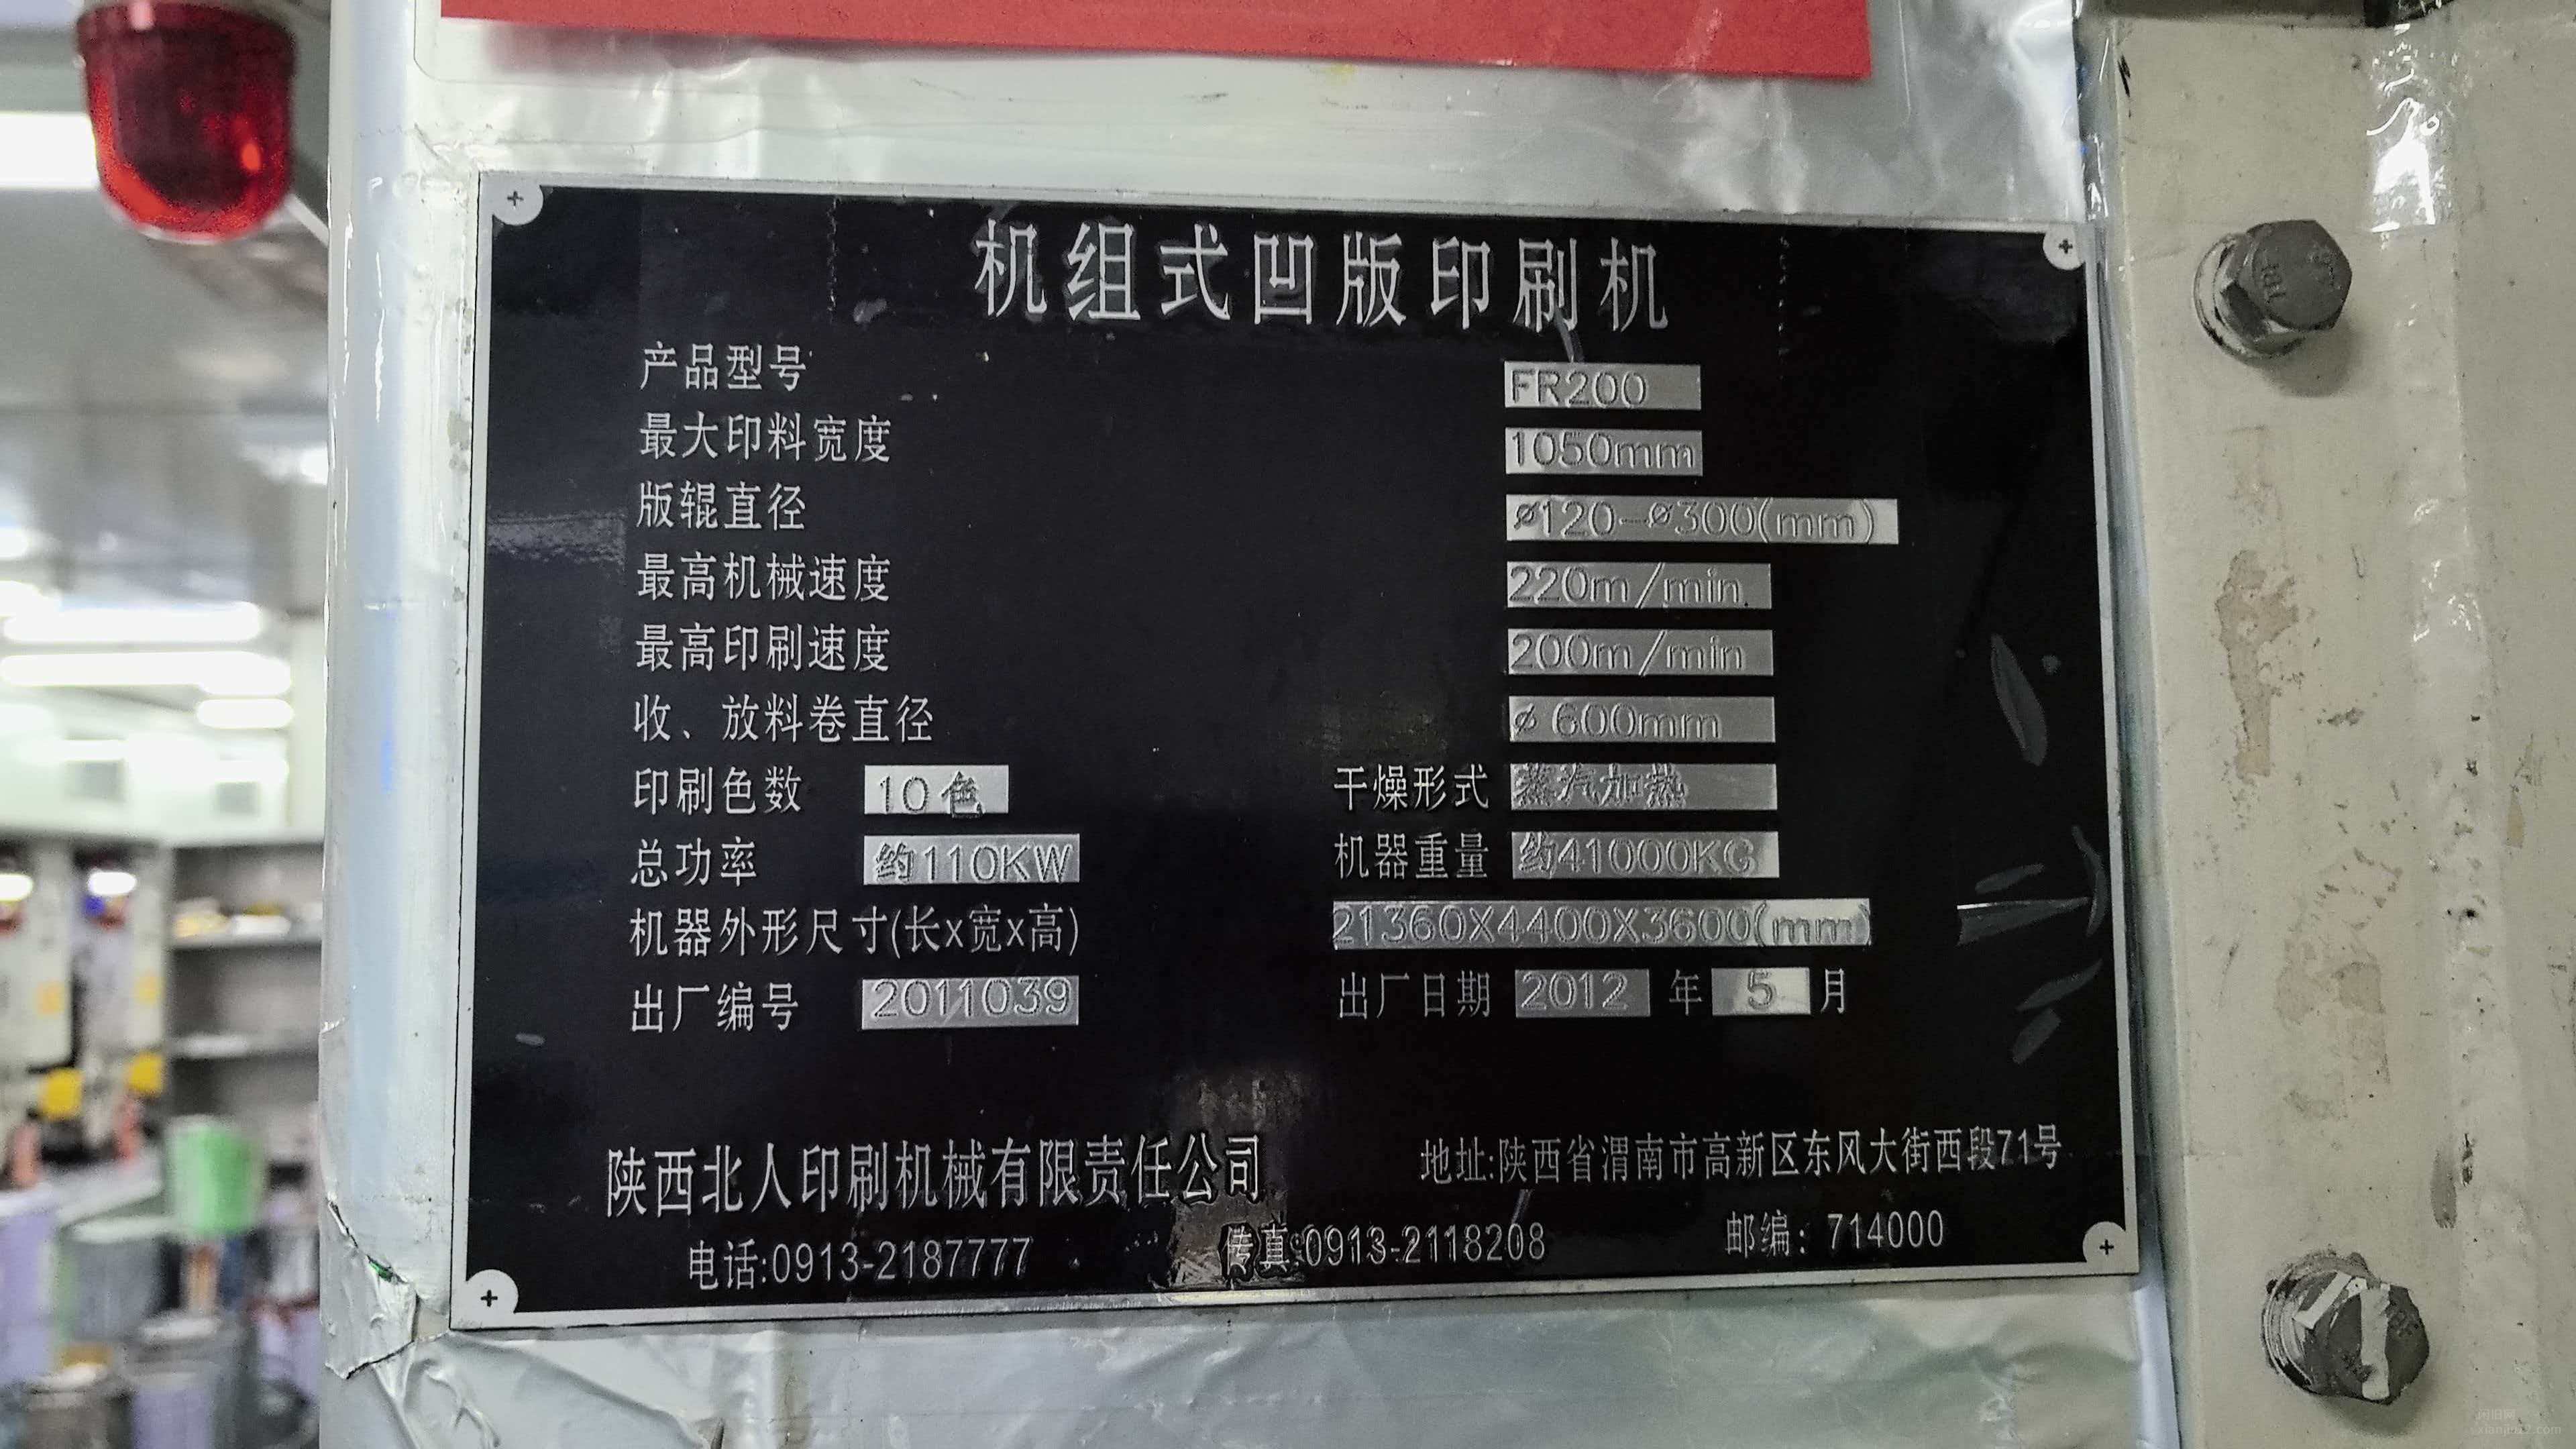 机组式凹版印刷机
产品型号 FR200
最大印料宽度 1050mm
版辊直径 ø120-ø300(mm)
最高机械速度 220m/min
最高印刷速度 200m/min
收、放料卷直径 ø600mm
印刷色数 10色 干燥形式 蒸汽加热
总功率 约110KW 机器重量 约41000KG
机器外形尺寸(长x宽x高) 21360X4400X3600(mm)
出厂编号 2011039 出厂日期 2012 年 5 月
陕西北人印刷机械有限责任公司 地址:陕西省渭南市高新区东风大街西段71号
电话:0913-2187777 传真:0913-2118208 邮编: 714000